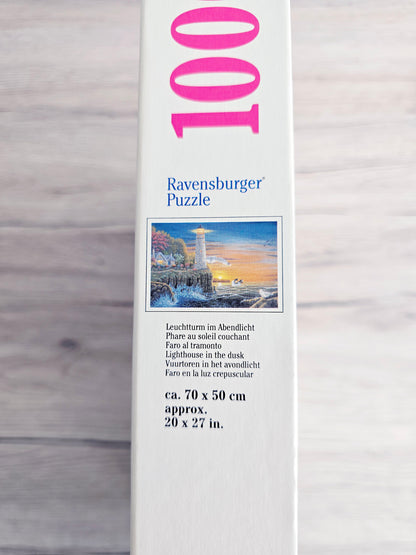 100
Ravensburger®
Puzzle
Leuchtturm im Abendlicht
Phare au soleil couchant
Faro al tramonto
Lighthouse in the dusk
Vuurtoren in het avondlicht
Faro en la luz crepuscular
ca. 70 x 50 cm
approx.
20 x 27 in.